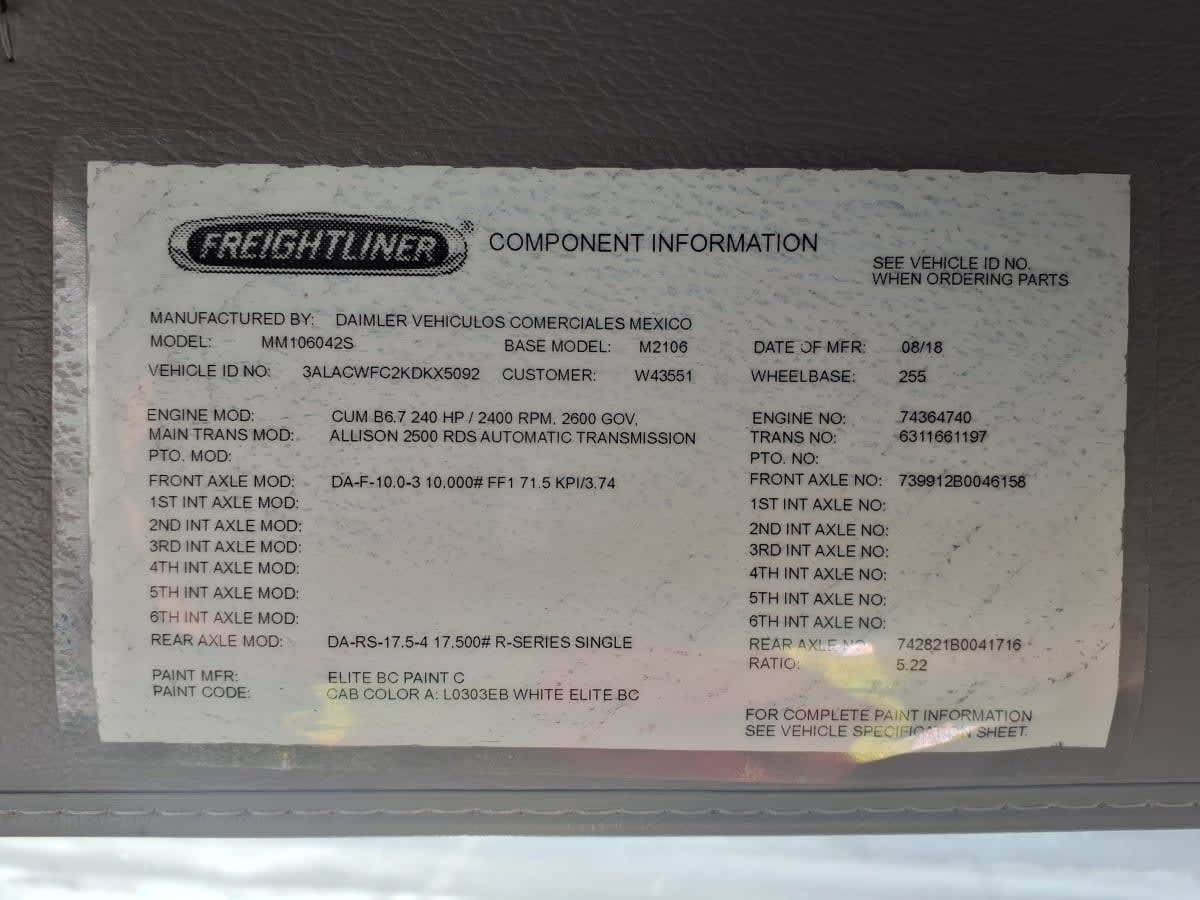 FREIGHTLINER® COMPONENT INFORMATION
SEE VEHICLE ID NO.
WHEN ORDERING PARTS
MANUFACTURED BY: DAIMLER VEHICULOS COMERCIALES MEXICO
MODEL: MM106042S BASE MODEL: M2106 DATE OF MFR: 08/18
VEHICLE ID NO: 3ALACWFC2KDKX5092 CUSTOMER: W43551 WHEELBASE: 255
ENGINE MOD: CUM B6.7 240 HP / 2400 RPM, 2600 GOV, ENGINE NO: 74364740
MAIN TRANS MOD: ALLISON 2500 RDS AUTOMATIC TRANSMISSION TRANS NO: 6311661197
PTO. MOD: PTO. NO:
FRONT AXLE MOD: DA-F-10.0-3 10,000# FF1 71.5 KPI/3.74 FRONT AXLE NO: 739912B0046158
1ST INT AXLE MOD: 1ST INT AXLE NO:
2ND INT AXLE MOD: 2ND INT AXLE NO:
3RD INT AXLE MOD: 3RD INT AXLE NO:
4TH INT AXLE MOD: 4TH INT AXLE NO:
5TH INT AXLE MOD: 5TH INT AXLE NO:
6TH INT AXLE MOD: 6TH INT AXLE NO:
REAR AXLE MOD: DA-RS-17.5-4 17,500# R-SERIES SINGLE REAR AXLE NO: 742821B0041716
RATIO: 5.22
PAINT MFR: ELITE BC PAINT C
PAINT CODE: CAB COLOR A: L0303EB WHITE ELITE BC
FOR COMPLETE PAINT INFORMATION
SEE VEHICLE SPECIFICATION SHEET.